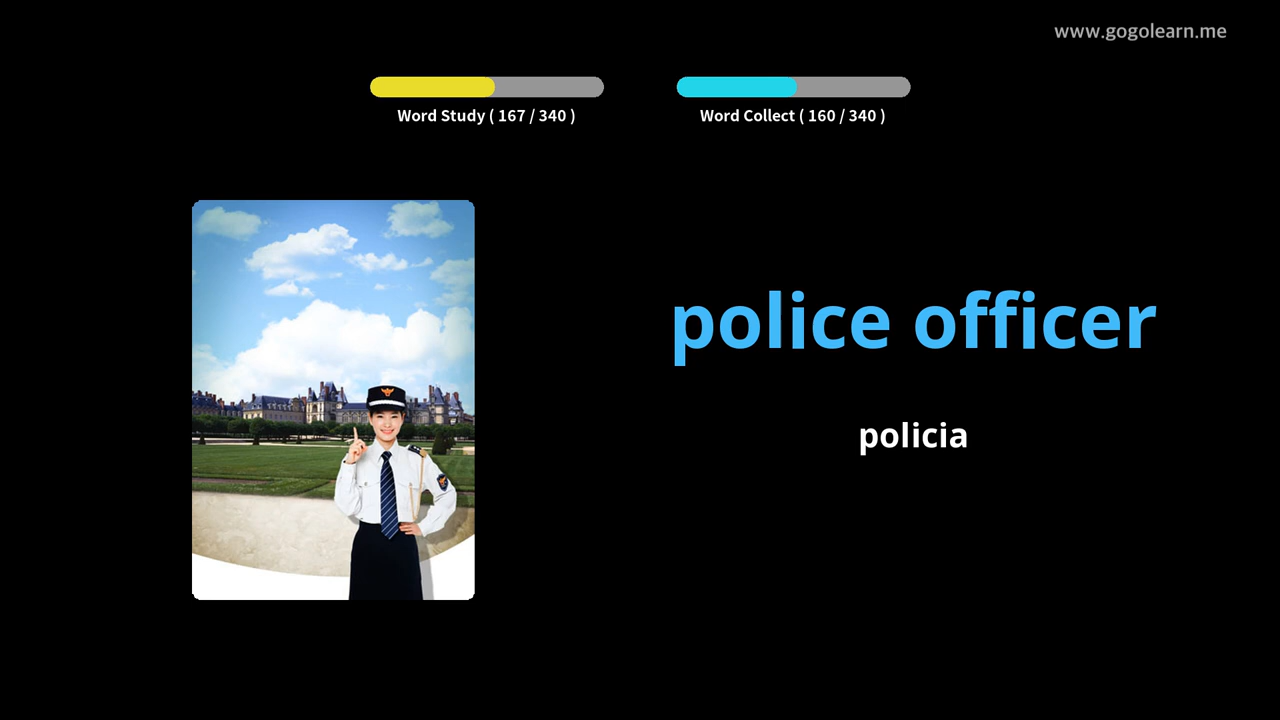 www.gogolearn.me
Word Study ( 167 / 340 )
Word Collect ( 160 / 340 )
police officer
policia